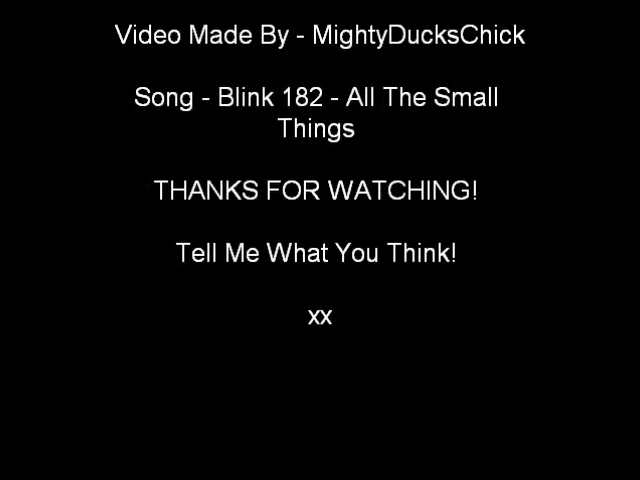 Video Made By - MightyDucksChick
Song - Blink 182 - All The Small
Things
THANKS FOR WATCHING!
Tell Me What You Think!
xx